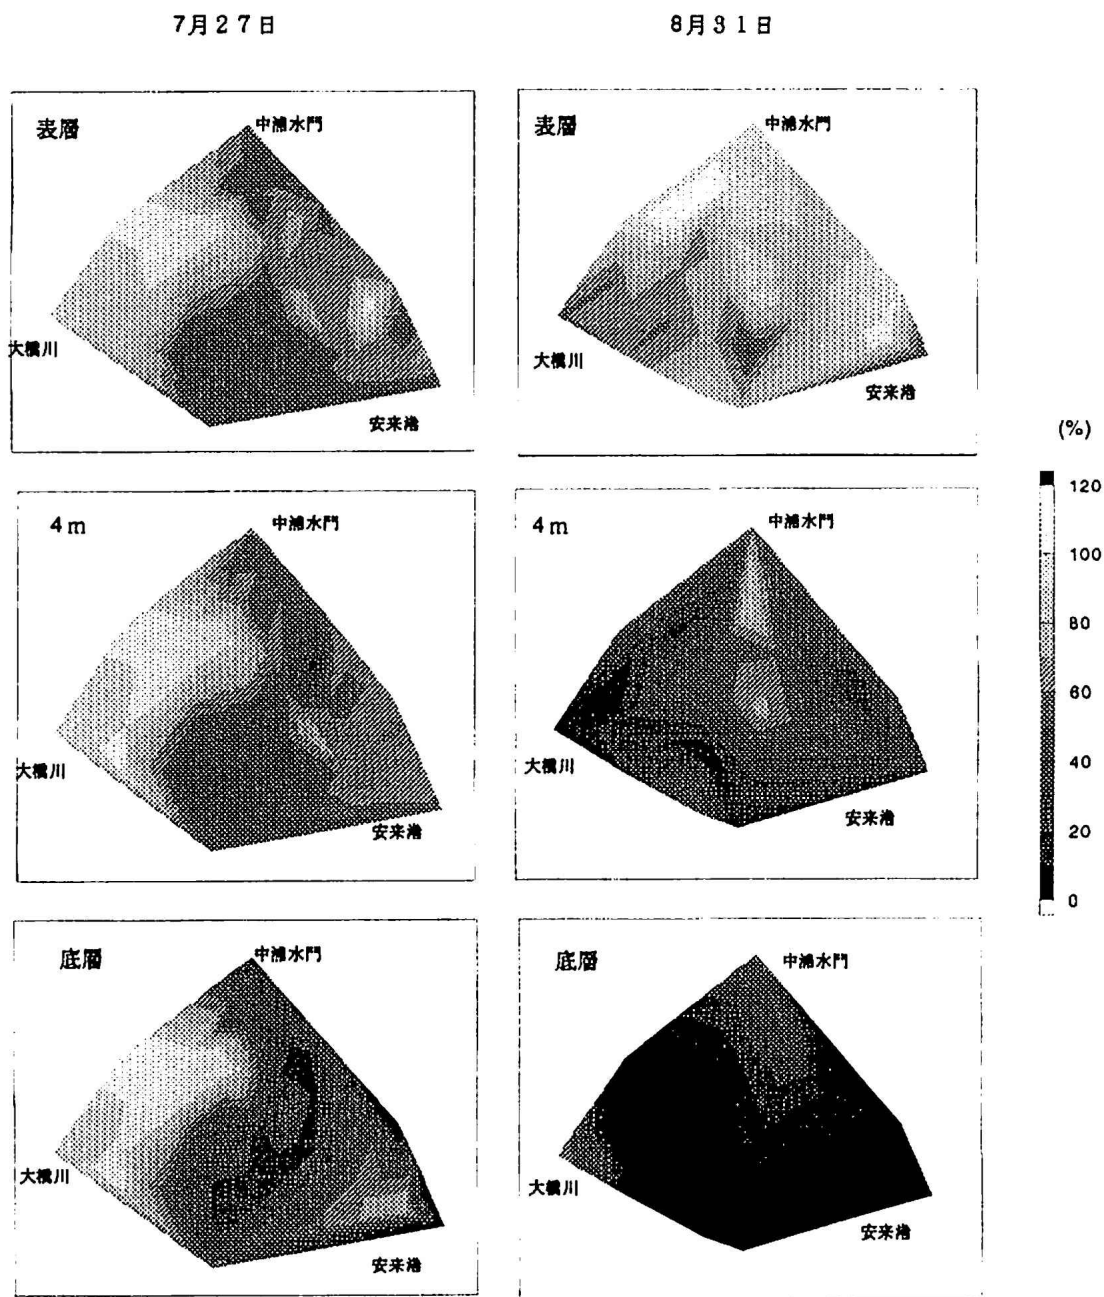 7月27日
8月31日
表層
中浦水門
大橋川
安来港
表層
中浦水門
大橋川
安来港
(%)
120
100
80
60
40
20
0
4m
中浦水門
大橋川
安来港
4m
中浦水門
大橋川
安来港
底層
中浦水門
大橋川
安来港
底層
中浦水門
大橋川
安来港